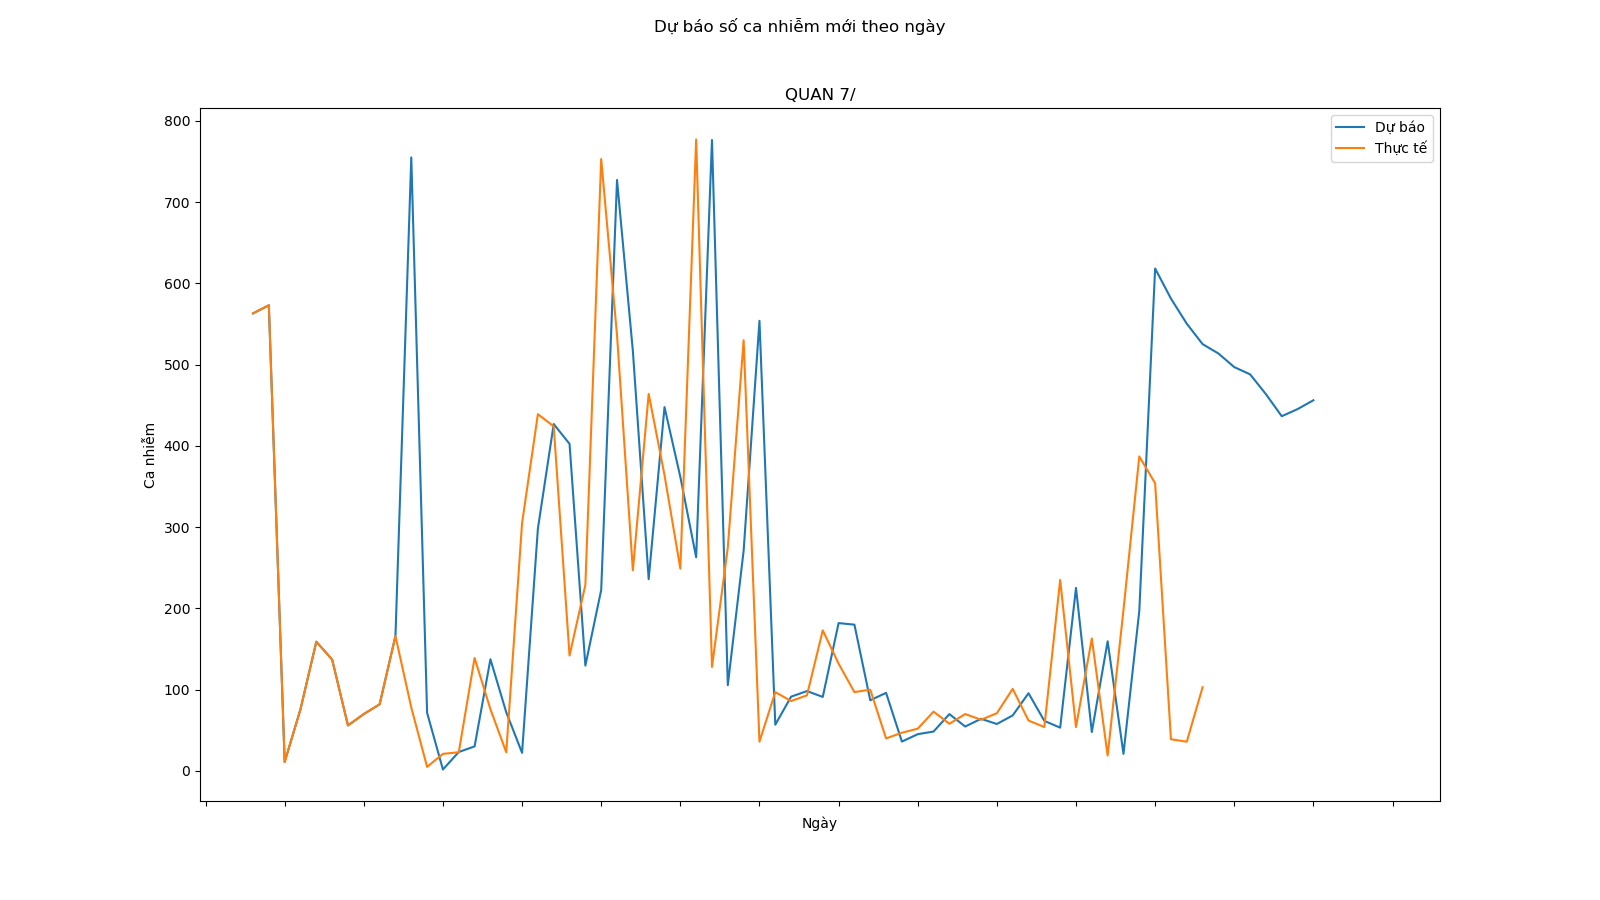 Dự báo số ca nhiễm mới theo ngày
QUAN 7/
Dự báo
Thực tế
800
700
600
500
400
300
200
100
0
Ca nhiễm
Ngày